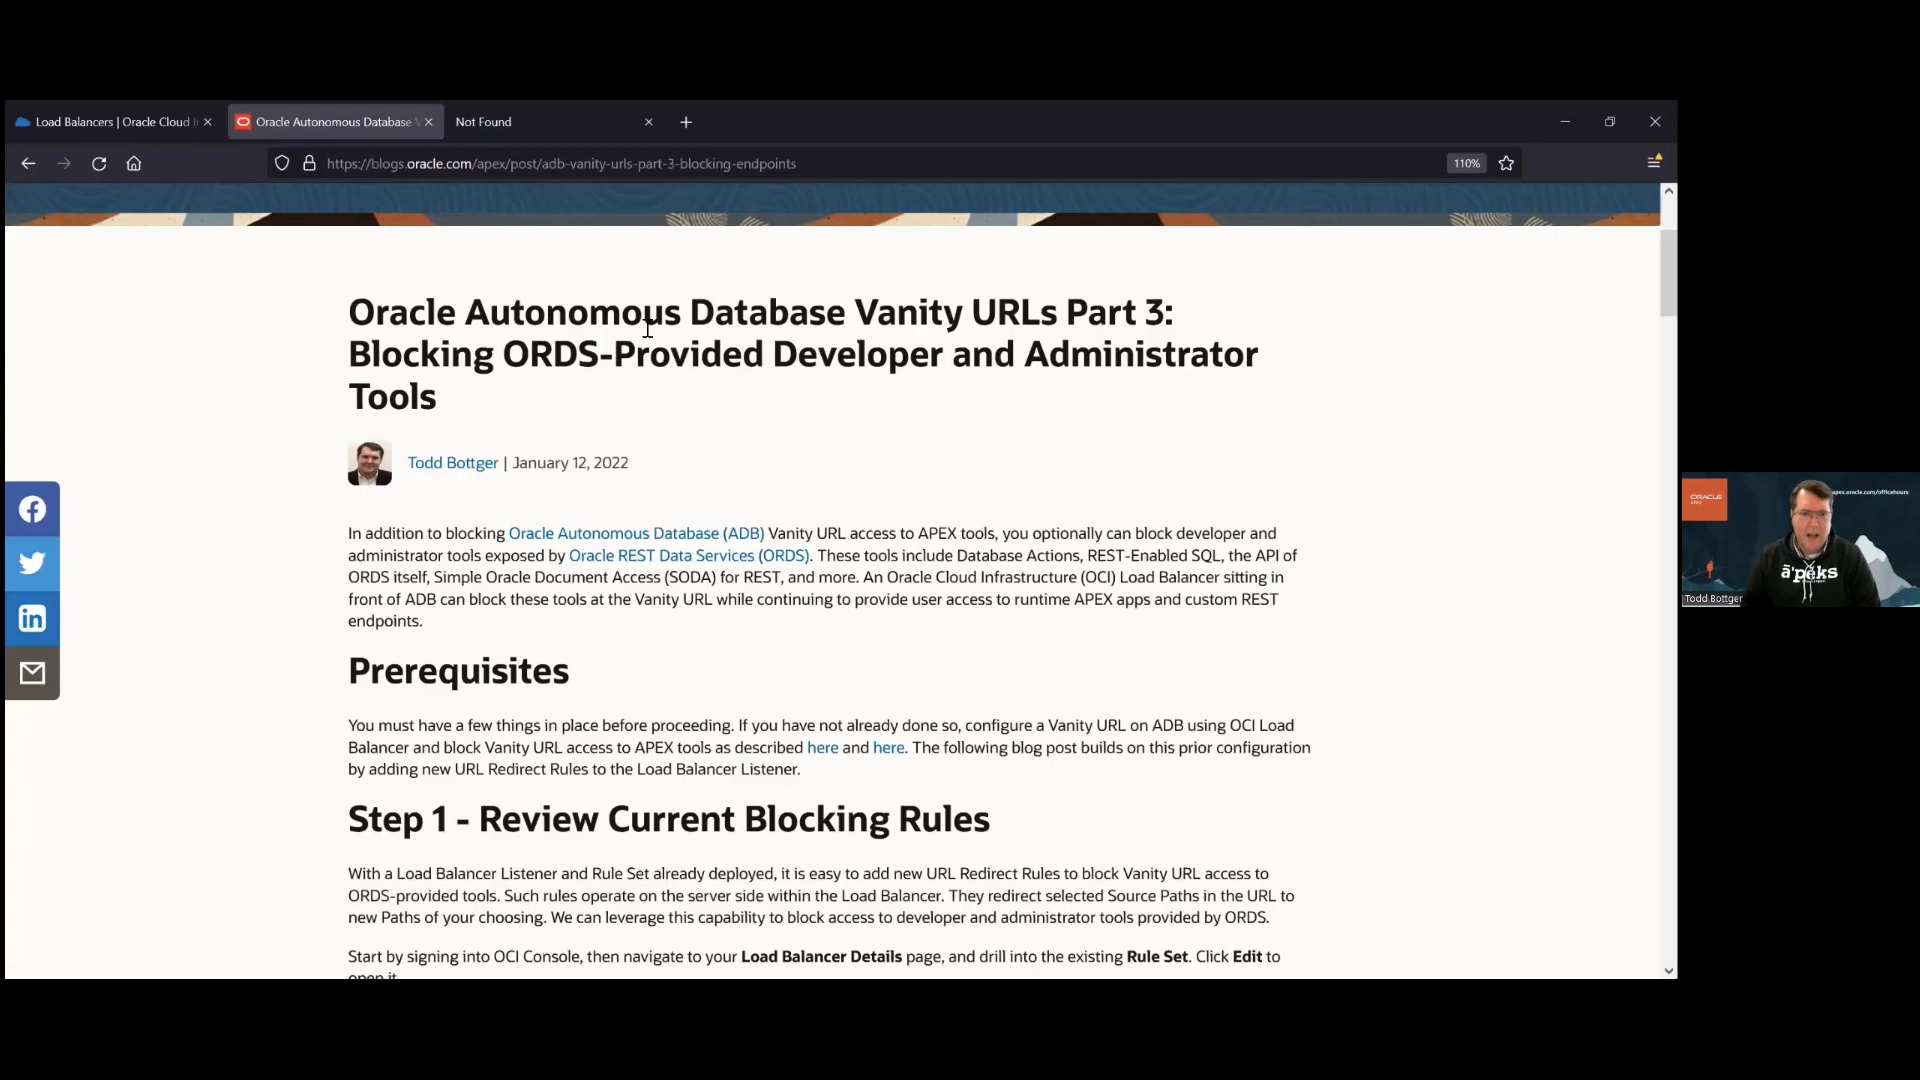 Load Balancers | Oracle Cloud I
Oracle Autonomous Database V
Not Found
https://blogs.oracle.com/apex/post/adb-vanity-urls-part-3-blocking-endpoints
110%
Oracle Autonomous Database Vanity URLs Part 3:
Blocking ORDS-Provided Developer and Administrator
Tools
Todd Bottger | January 12, 2022
In addition to blocking Oracle Autonomous Database (ADB) Vanity URL access to APEX tools, you optionally can block developer and
administrator tools exposed by Oracle REST Data Services (ORDS). These tools include Database Actions, REST-Enabled SQL, the API of
ORDS itself, Simple Oracle Document Access (SODA) for REST, and more. An Oracle Cloud Infrastructure (OCI) Load Balancer sitting in
front of ADB can block these tools at the Vanity URL while continuing to provide user access to runtime APEX apps and custom REST
endpoints.
Prerequisites
You must have a few things in place before proceeding. If you have not already done so, configure a Vanity URL on ADB using OCI Load
Balancer and block Vanity URL access to APEX tools as described here and here. The following blog post builds on this prior configuration
by adding new URL Redirect Rules to the Load Balancer Listener.
Step 1 - Review Current Blocking Rules
With a Load Balancer Listener and Rule Set already deployed, it is easy to add new URL Redirect Rules to block Vanity URL access to
ORDS-provided tools. Such rules operate on the server side within the Load Balancer. They redirect selected Source Paths in the URL to
new Paths of your choosing. We can leverage this capability to block access to developer and administrator tools provided by ORDS.
Start by signing into OCI Console, then navigate to your Load Balancer Details page, and drill into the existing Rule Set. Click Edit to
open it.
ORACLE
APEX
apex.oracle.com/officehours
ā'peks
Todd Bottger